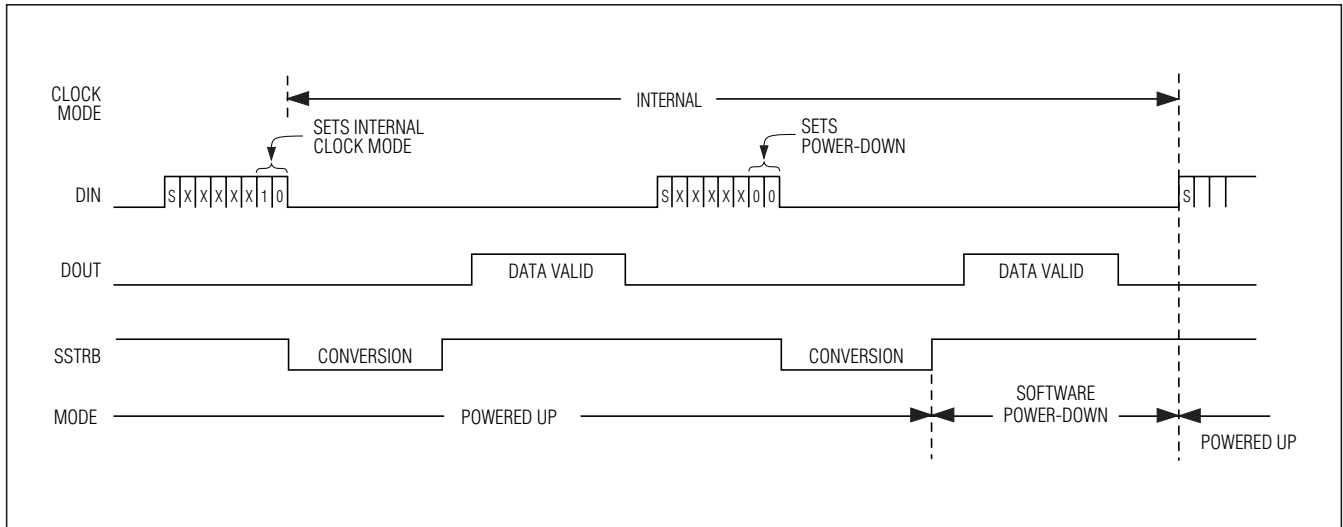 CLOCK
MODE
INTERNAL
SETS INTERNAL
CLOCK MODE
SETS
POWER-DOWN
DIN
S X X X X X 1 0
S X X X X X 0 0
S
DOUT
DATA VALID
DATA VALID
SSTRB
CONVERSION
CONVERSION
MODE
POWERED UP
SOFTWARE
POWER-DOWN
POWERED UP